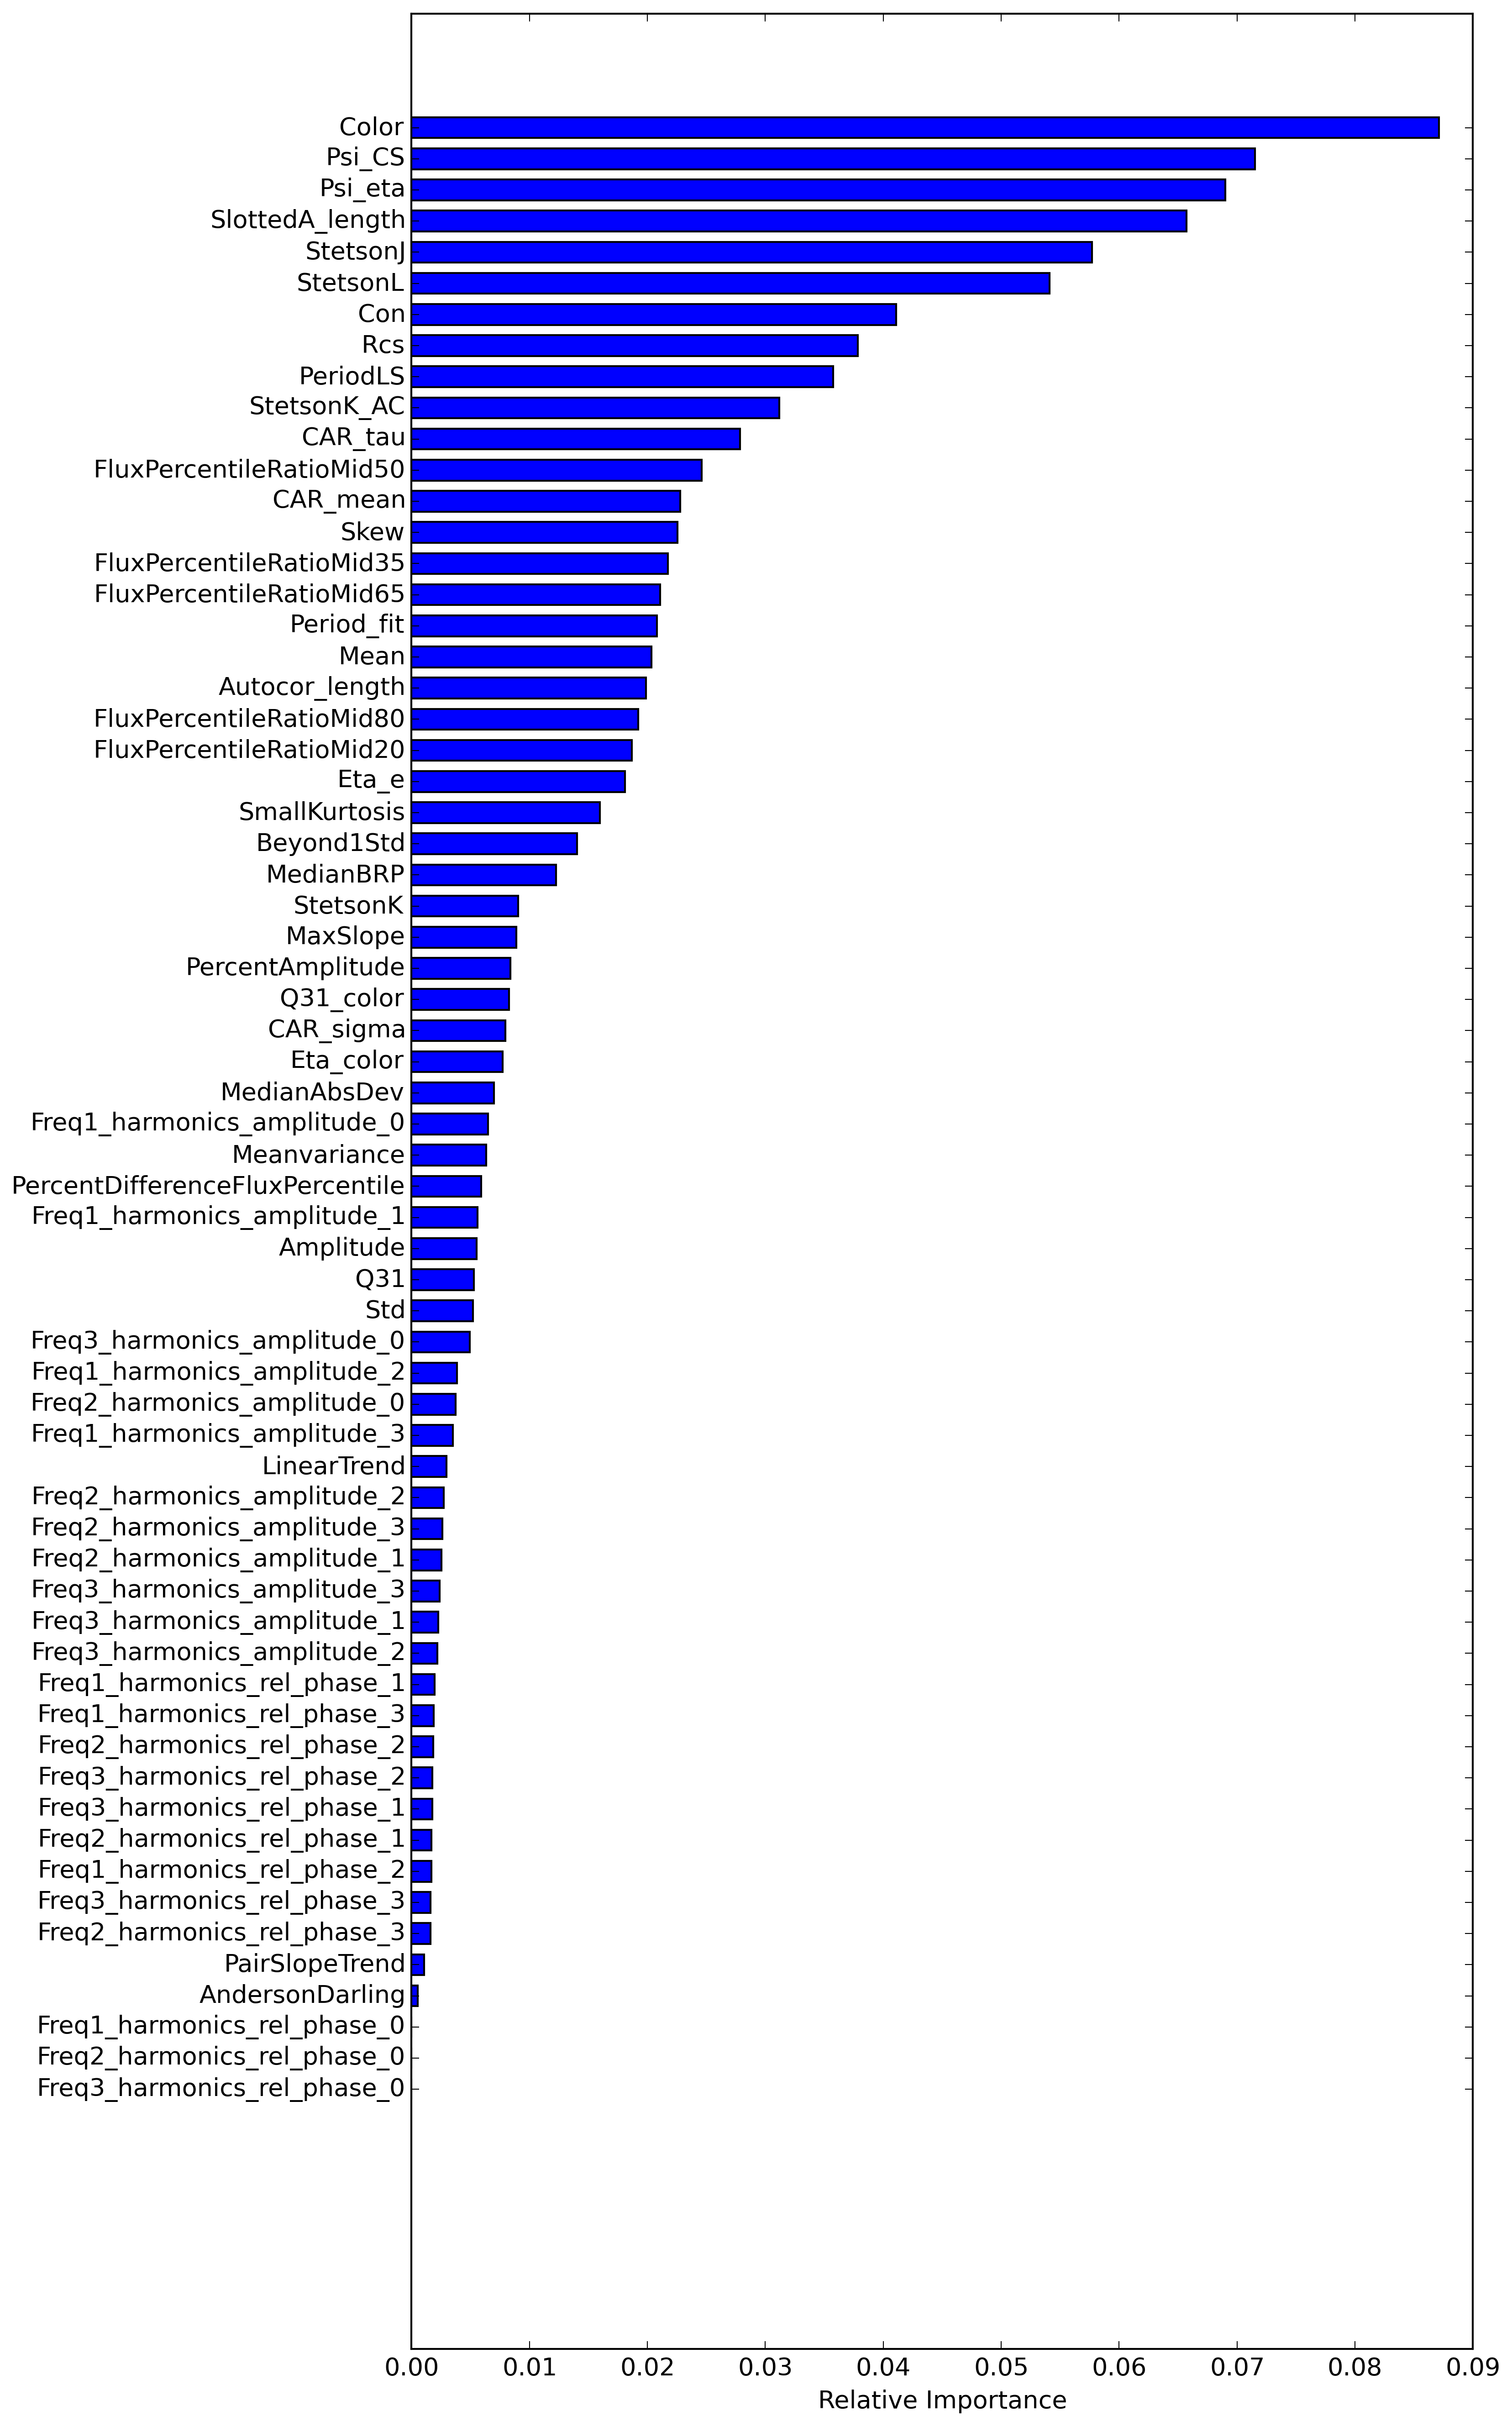 Color
Psi_CS
Psi_eta
SlottedA_length
StetsonJ
StetsonL
Con
Rcs
PeriodLS
StetsonK_AC
CAR_tau
FluxPercentileRatioMid50
CAR_mean
Skew
FluxPercentileRatioMid35
FluxPercentileRatioMid65
Period_fit
Mean
Autocor_length
FluxPercentileRatioMid80
FluxPercentileRatioMid20
Eta_e
SmallKurtosis
Beyond1Std
MedianBRP
StetsonK
MaxSlope
PercentAmplitude
Q31_color
CAR_sigma
Eta_color
MedianAbsDev
Freq1_harmonics_amplitude_0
Meanvariance
PercentDifferenceFluxPercentile
Freq1_harmonics_amplitude_1
Amplitude
Q31
Std
Freq3_harmonics_amplitude_0
Freq1_harmonics_amplitude_2
Freq2_harmonics_amplitude_0
Freq1_harmonics_amplitude_3
LinearTrend
Freq2_harmonics_amplitude_2
Freq2_harmonics_amplitude_3
Freq2_harmonics_amplitude_1
Freq3_harmonics_amplitude_3
Freq3_harmonics_amplitude_1
Freq3_harmonics_amplitude_2
Freq1_harmonics_rel_phase_1
Freq1_harmonics_rel_phase_3
Freq2_harmonics_rel_phase_2
Freq3_harmonics_rel_phase_2
Freq3_harmonics_rel_phase_1
Freq2_harmonics_rel_phase_1
Freq1_harmonics_rel_phase_2
Freq3_harmonics_rel_phase_3
Freq2_harmonics_rel_phase_3
PairSlopeTrend
AndersonDarling
Freq1_harmonics_rel_phase_0
Freq2_harmonics_rel_phase_0
Freq3_harmonics_rel_phase_0
0.00 0.01 0.02 0.03 0.04 0.05 0.06 0.07 0.08 0.09
Relative Importance